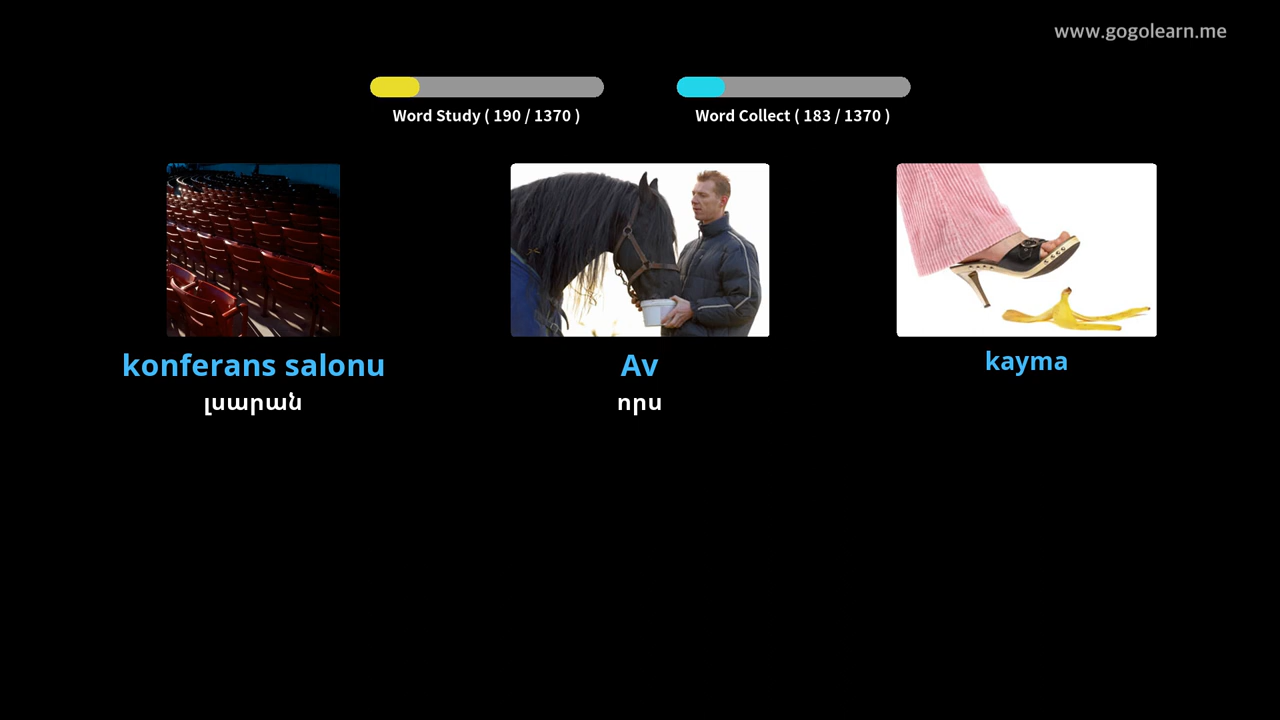 www.gogolearn.me
Word Study ( 190 / 1370 )
Word Collect ( 183 / 1370 )
konferans salonu
լսարան
Av
որս
kayma